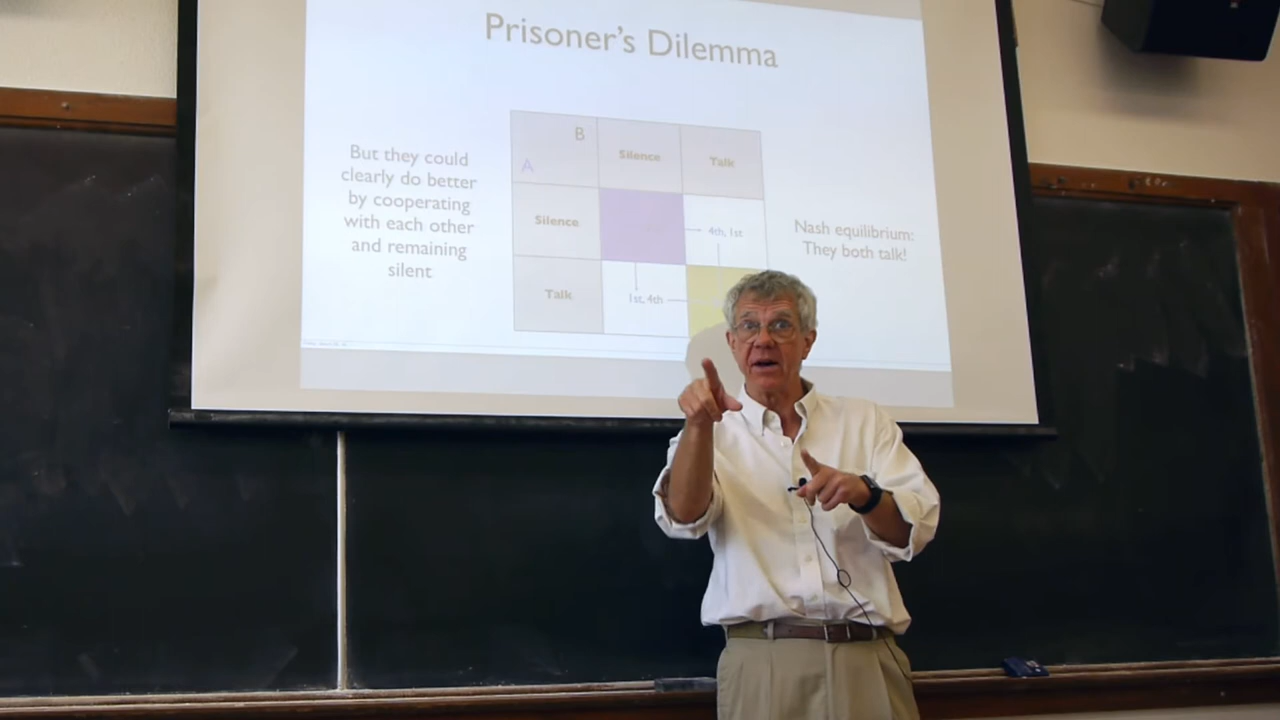 Prisoner's Dilemma
But they could
clearly do better
by cooperating
with each other
and remaining
silent
B
A
Silence
Talk
Silence
4th, 1st
Talk
1st, 4th
Nash equilibrium:
They both talk!